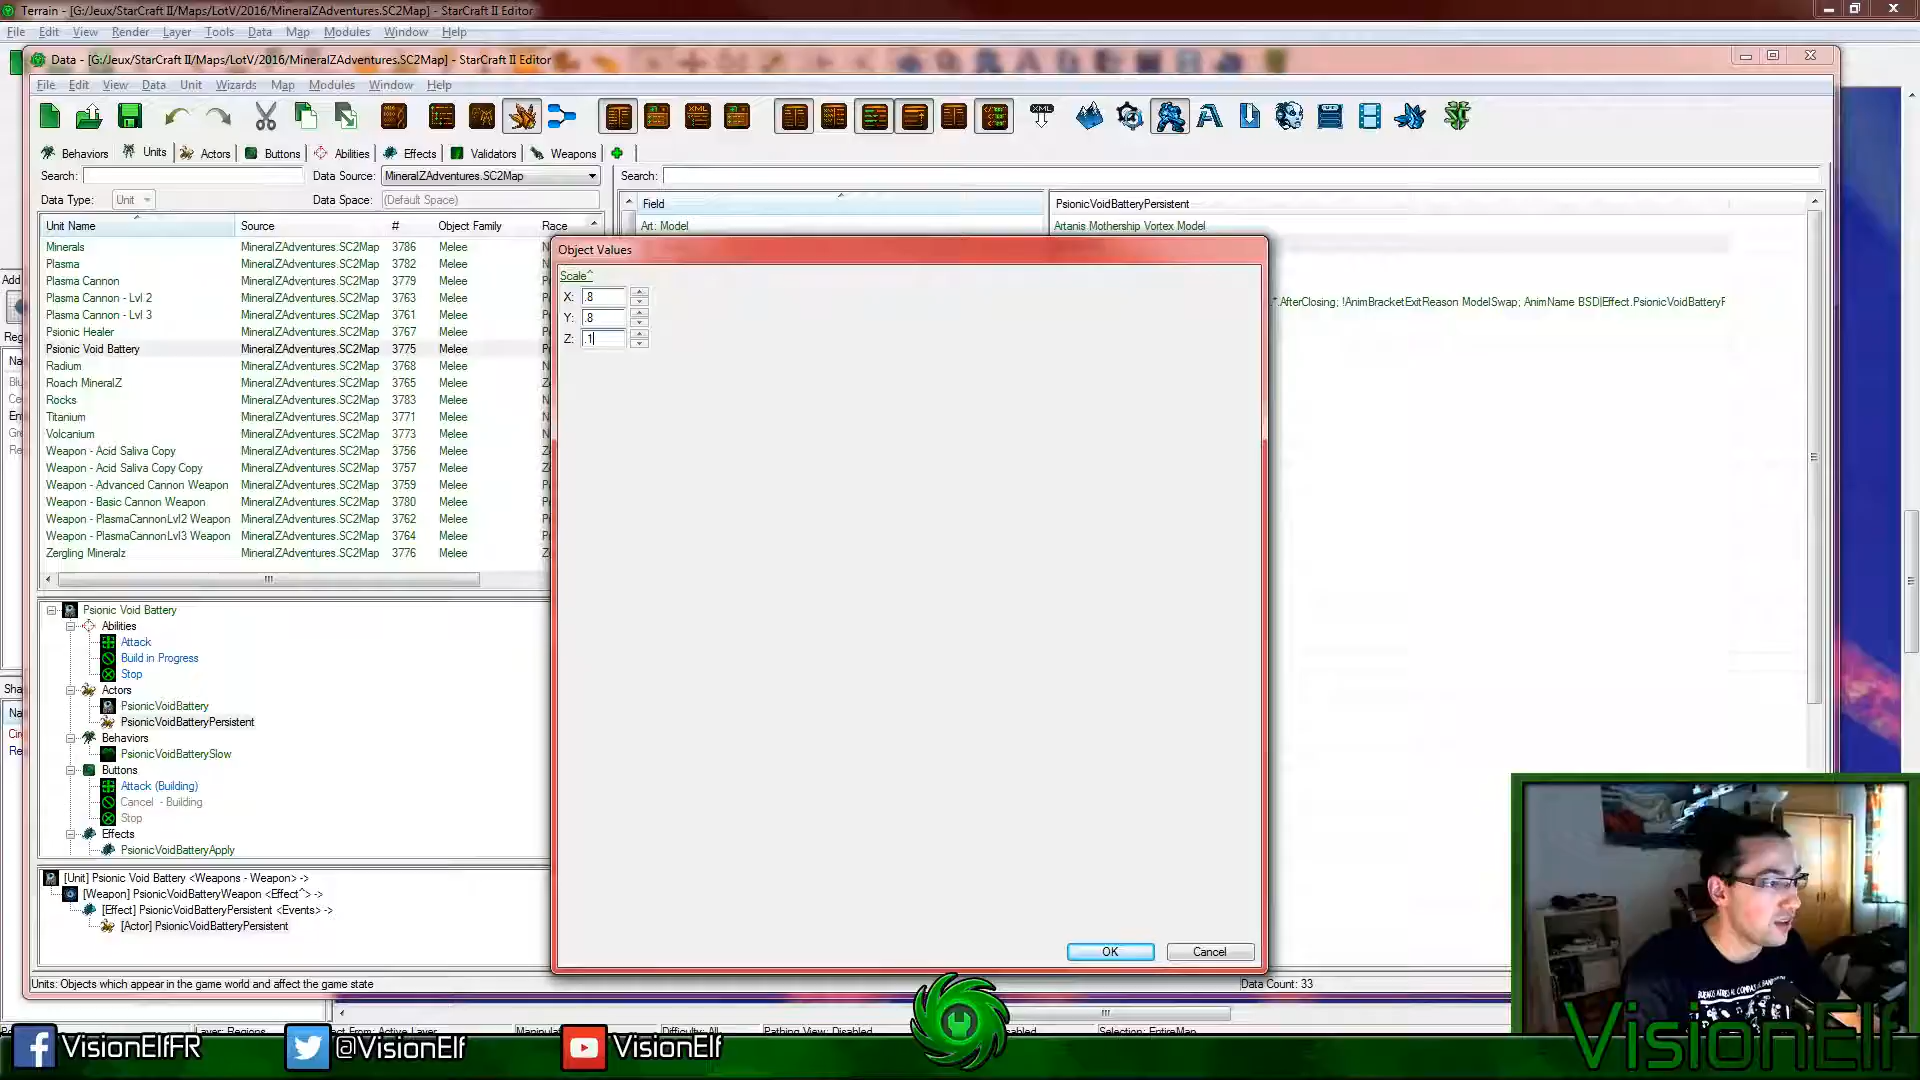 Terrain - [G:/Jeux/StarCraft II/Maps/LotV/2016/MineralZAdventures.SC2Map] - StarCraft II Editor
File Edit View Render Layer Tools Data Map Modules Window Help
Data - [G:/Jeux/StarCraft II/Maps/LotV/2016/MineralZAdventures.SC2Map] - StarCraft II Editor
File Edit View Data Unit Wizards Map Modules Window Help
XML
Behaviors Units Actors Buttons Abilities Effects Validators Weapons
Search: Data Source: MineralZAdventures.SC2Map Search:
Data Type: Unit Data Space: (Default Space)
Field PsionicVoidBatteryPersistent
Unit Name Source # Object Family Race
Art: Model Artanis Mothership Vortex Model
Minerals MineralZAdventures.SC2Map 3786 Melee
Plasma MineralZAdventures.SC2Map 3782 Melee
Plasma Cannon MineralZAdventures.SC2Map 3779 Melee
Plasma Cannon - Lvl 2 MineralZAdventures.SC2Map 3763 Melee
Plasma Cannon - Lvl 3 MineralZAdventures.SC2Map 3761 Melee
Psionic Healer MineralZAdventures.SC2Map 3767 Melee
Psionic Void Battery MineralZAdventures.SC2Map 3775 Melee
Radium MineralZAdventures.SC2Map 3768 Melee
Roach MineralZ MineralZAdventures.SC2Map 3765 Melee
Rocks MineralZAdventures.SC2Map 3783 Melee
Titanium MineralZAdventures.SC2Map 3771 Melee
Volcanium MineralZAdventures.SC2Map 3773 Melee
Weapon - Acid Saliva Copy MineralZAdventures.SC2Map 3756 Melee
Weapon - Acid Saliva Copy Copy MineralZAdventures.SC2Map 3757 Melee
Weapon - Advanced Cannon Weapon MineralZAdventures.SC2Map 3759 Melee
Weapon - Basic Cannon Weapon MineralZAdventures.SC2Map 3780 Melee
Weapon - PlasmaCannonLvl2 Weapon MineralZAdventures.SC2Map 3762 Melee
Weapon - PlasmaCannonLvl3 Weapon MineralZAdventures.SC2Map 3764 Melee
Zergling Mineralz MineralZAdventures.SC2Map 3776 Melee
Object Values
Scale^
X: .8
Y: .8
Z: .1
.AfterClosing; !AnimBracketExitReason ModelSwap; AnimName BSD|Effect.PsionicVoidBatteryF
OK Cancel
Psionic Void Battery
Abilities
Attack
Build in Progress
Stop
Actors
PsionicVoidBattery
PsionicVoidBatteryPersistent
Behaviors
PsionicVoidBatterySlow
Buttons
Attack (Building)
Cancel - Building
Stop
Effects
PsionicVoidBatteryApply
[Unit] Psionic Void Battery <Weapons - Weapon> ->
[Weapon] PsionicVoidBatteryWeapon <Effect^> ->
[Effect] PsionicVoidBatteryPersistent <Events> ->
[Actor] PsionicVoidBatteryPersistent
Units: Objects which appear in the game world and affect the game state Data Count: 33
Pathing View: Disabled Selection: EntireMap
VisionElfFR @VisionElf VisionElf
VisionElf